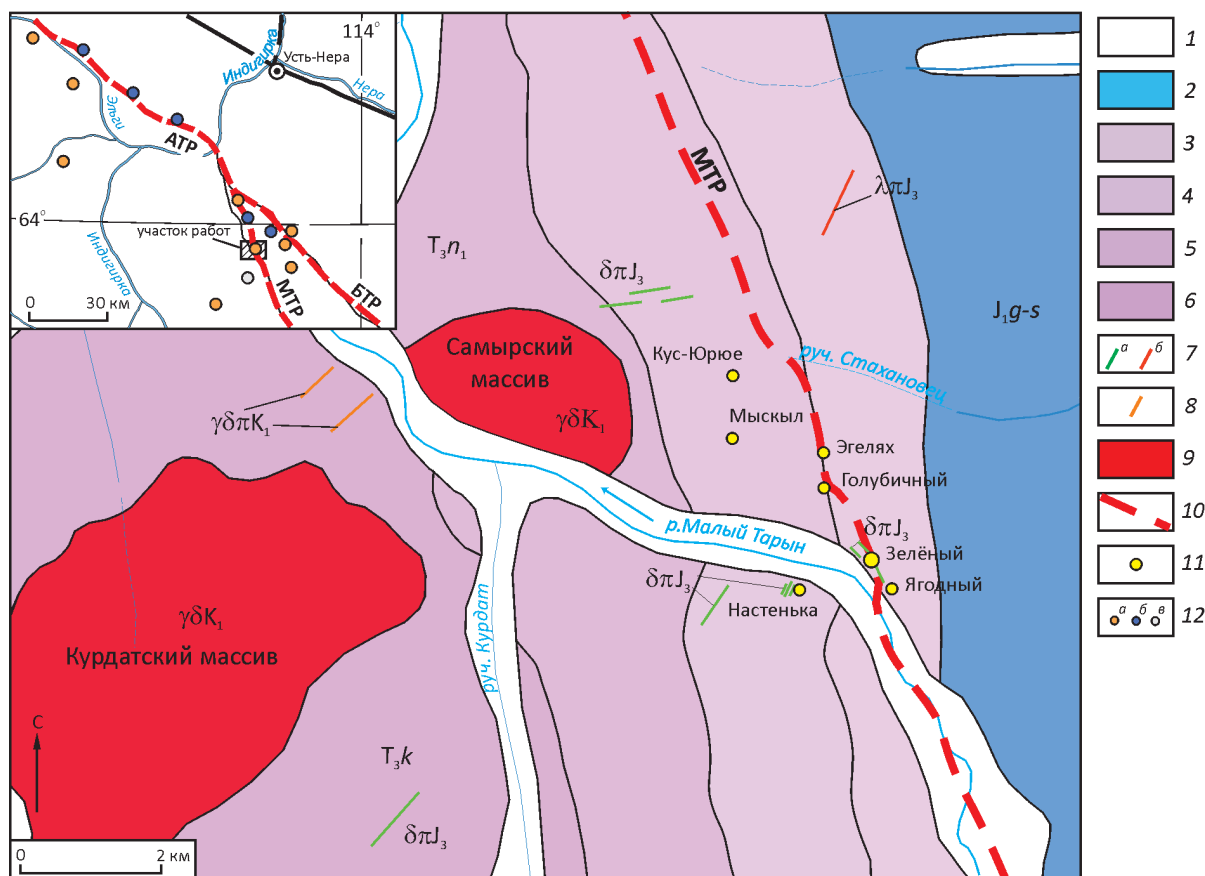 114°
Усть-Нера
Индигирка
Нера
Эльги
АТР
64°
участок работ
Индигирка
0 30 км
МТР
БТР
МТР
λπJ₃
T₃n₁
δπJ₃
J₁g-s
Самырский
массив
γδK₁
Кус-Юрюе
руч. Стахановец
Мыскыл
γδπK₁
Эгелях
Голубичный
р.Малый Тарын
δπJ₃
Зелёный
Ягодный
δπJ₃
Настенька
γδK₁
Курдатский массив
руч. Курдат
С
T₃k
δπJ₃
0 2 км
1
2
3
4
5
6
а б 7
8
9
10
11
а б в 12